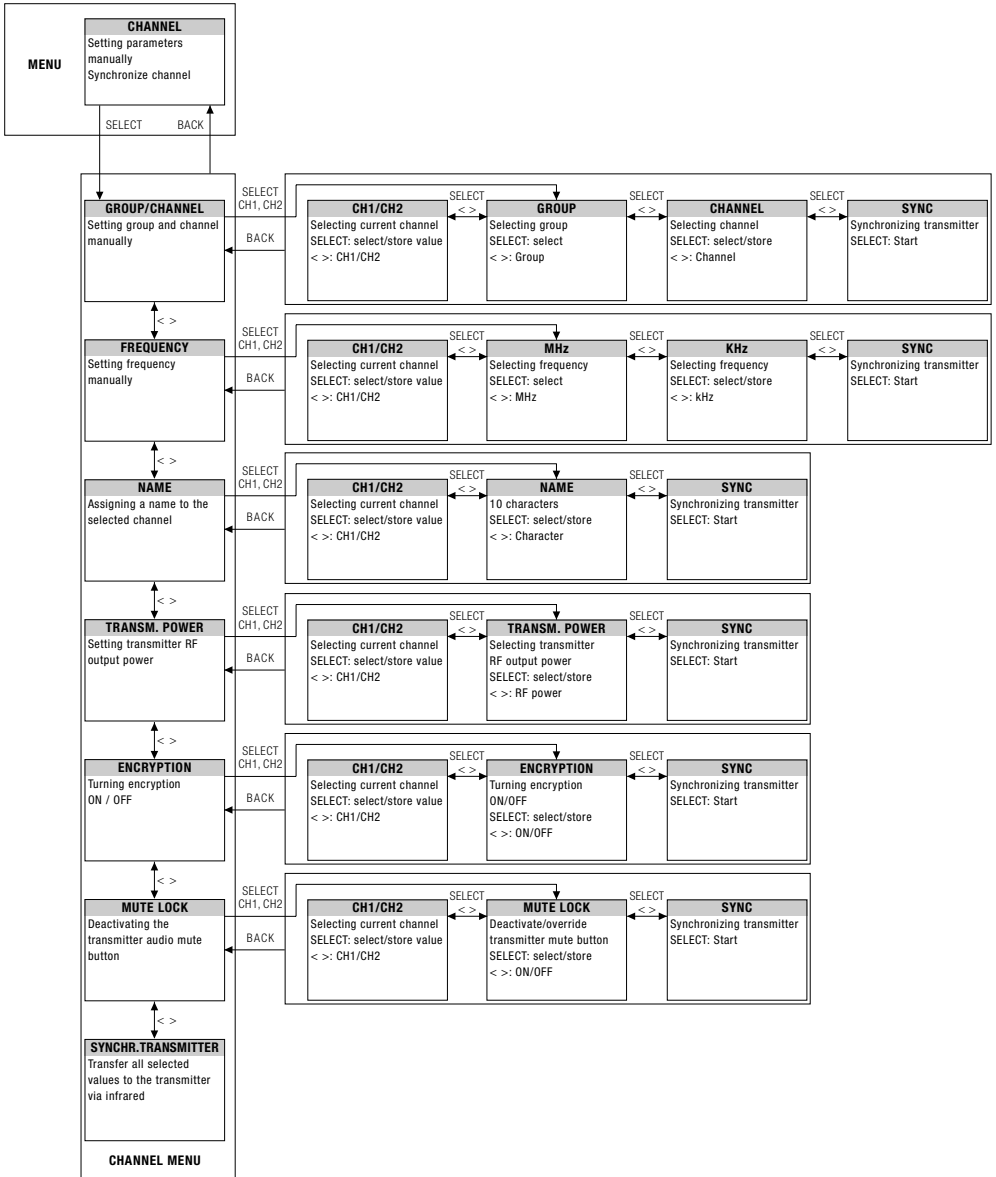 CHANNEL
Setting parameters
manually
Synchronize channel
MENU
SELECT
BACK
SELECT
CH1, CH2
BACK
GROUP/CHANNEL
Setting group and channel
manually
CH1/CH2
Selecting current channel
SELECT: select/store value
< >: CH1/CH2
SELECT
< >
GROUP
Selecting group
SELECT: select
< >: Group
SELECT
< >
CHANNEL
Selecting channel
SELECT: select/store
< >: Channel
SELECT
< >
SYNC
Synchronizing transmitter
SELECT: Start
< >
SELECT
CH1, CH2
BACK
FREQUENCY
Setting frequency
manually
CH1/CH2
Selecting current channel
SELECT: select/store value
< >: CH1/CH2
SELECT
< >
MHz
Selecting frequency
SELECT: select
< >: MHz
SELECT
< >
KHz
Selecting frequency
SELECT: select/store
< >: kHz
SELECT
< >
SYNC
Synchronizing transmitter
SELECT: Start
< >
SELECT
CH1, CH2
BACK
NAME
Assigning a name to the
selected channel
CH1/CH2
Selecting current channel
SELECT: select/store value
< >: CH1/CH2
SELECT
< >
NAME
10 characters
SELECT: select/store
< >: Character
SELECT
< >
SYNC
Synchronizing transmitter
SELECT: Start
< >
SELECT
CH1, CH2
BACK
TRANSM. POWER
Setting transmitter RF
output power
CH1/CH2
Selecting current channel
SELECT: select/store value
< >: CH1/CH2
SELECT
< >
TRANSM. POWER
Selecting transmitter
RF output power
SELECT: select/store
< >: RF power
SELECT
< >
SYNC
Synchronizing transmitter
SELECT: Start
< >
SELECT
CH1, CH2
BACK
ENCRYPTION
Turning encryption
ON / OFF
CH1/CH2
Selecting current channel
SELECT: select/store value
< >: CH1/CH2
SELECT
< >
ENCRYPTION
Turning encryption
ON/OFF
SELECT: select/store
< >: ON/OFF
SELECT
< >
SYNC
Synchronizing transmitter
SELECT: Start
< >
SELECT
CH1, CH2
BACK
MUTE LOCK
Deactivating the
transmitter audio mute
button
CH1/CH2
Selecting current channel
SELECT: select/store value
< >: CH1/CH2
SELECT
< >
MUTE LOCK
Deactivate/override
transmitter mute button
SELECT: select/store
< >: ON/OFF
SELECT
< >
SYNC
Synchronizing transmitter
SELECT: Start
< >
SYNCHR.TRANSMITTER
Transfer all selected
values to the transmitter
via infrared
CHANNEL MENU